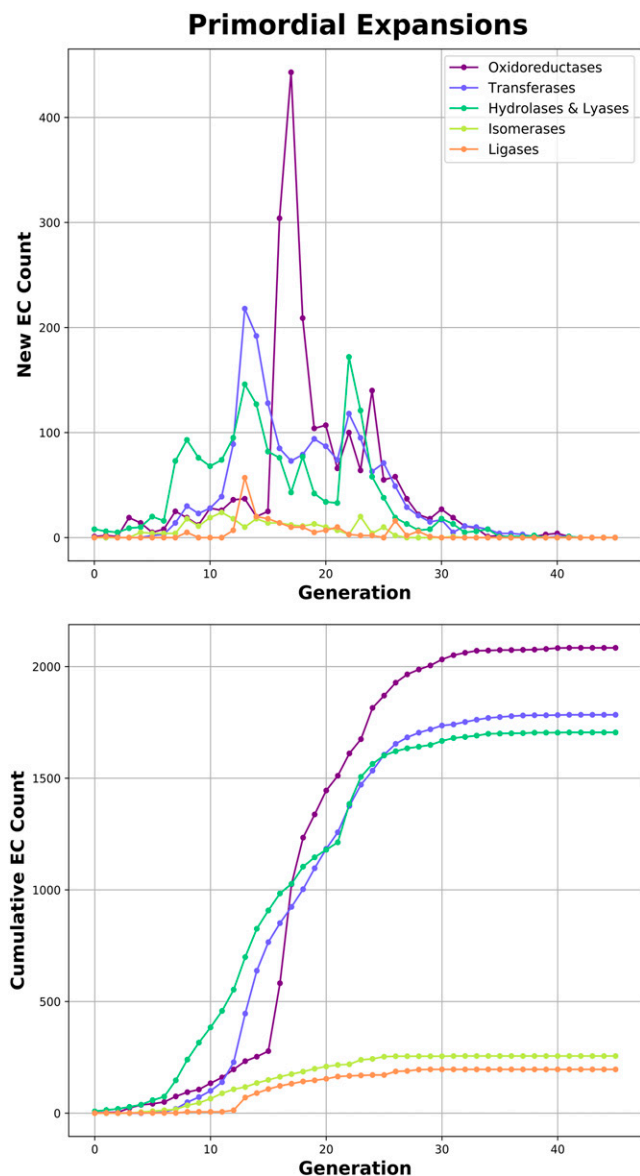 Primordial Expansions
New EC Count
400
300
200
100
0
Oxidoreductases
Transferases
Hydrolases & Lyases
Isomerases
Ligases
0 10 20 30 40
Generation
Cumulative EC Count
2000
1500
1000
500
0
0 10 20 30 40
Generation